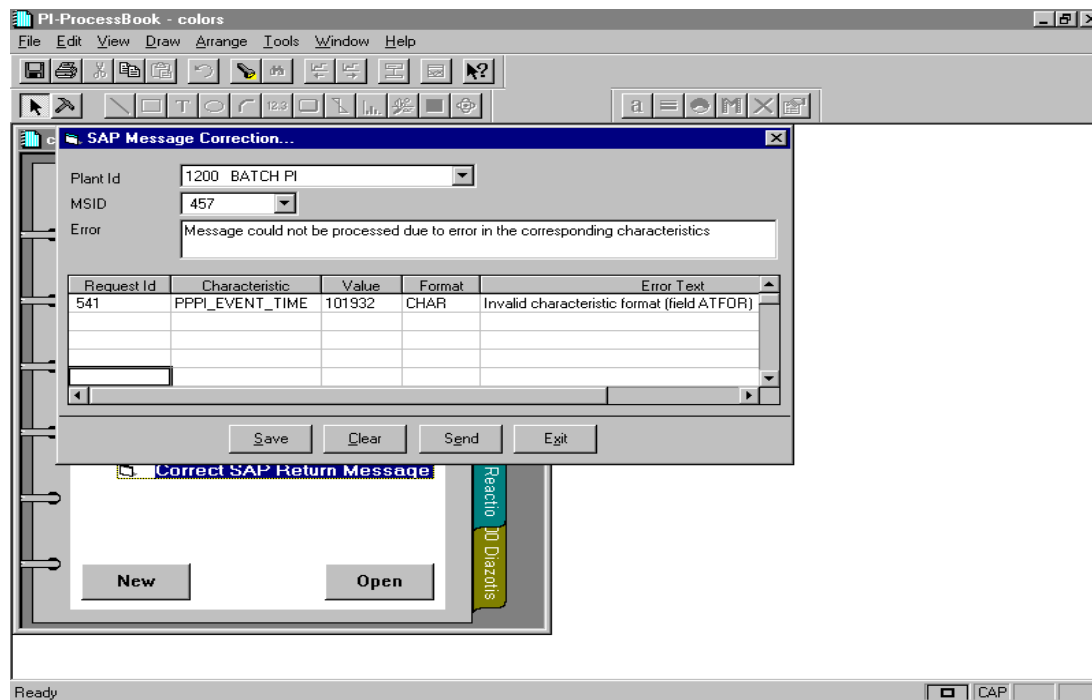 PI-ProcessBook - colors
File Edit View Draw Arrange Tools Window Help
12.3
a M
SAP Message Correction...
Plant Id 1200 BATCH PI
MSID 457
Error Message could not be processed due to error in the corresponding characteristics
Request Id Characteristic Value Format Error Text
541 PPPI_EVENT_TIME 101932 CHAR Invalid characteristic format (field ATFOR)
Save Clear Send Exit
Correct SAP Return Message
Reactio
Diazotis
New Open
Ready CAP